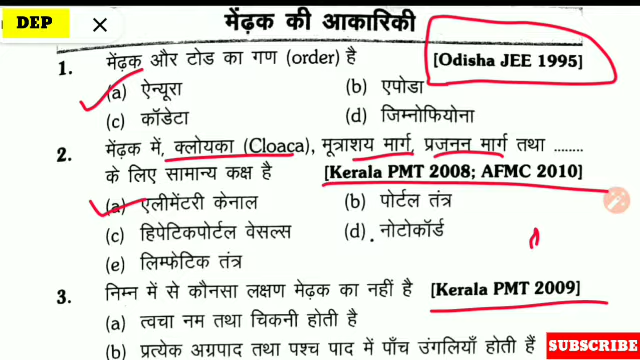 DEP
मेंढ़क की आकारिकी
1. मेंढ़क और टोड का गण (order) है [Odisha JEE 1995]
(a) ऐन्यूरा (b) एपोडा
(c) कॉडेटा (d) जिम्नोफियोना
2. मेंढ़क में, क्लोयका (Cloaca), मूत्राशय मार्ग, प्रजनन मार्ग तथा ........
के लिए सामान्य कक्ष है [Kerala PMT 2008; AFMC 2010]
(a) एलीमेंटरी केनाल (b) पोर्टल तंत्र
(c) हिपेटिकपोर्टल वेसल्स (d) नोटोकॉर्ड
(e) लिम्फेटिक तंत्र
3. निम्न में से कौनसा लक्षण मेढ़क का नहीं है [Kerala PMT 2009]
(a) त्वचा नम तथा चिकनी होती है
(b) प्रत्येक अग्रपाद तथा पश्च पाद में पाँच उंगलियाँ होतीं हैं
SUBSCRIBE